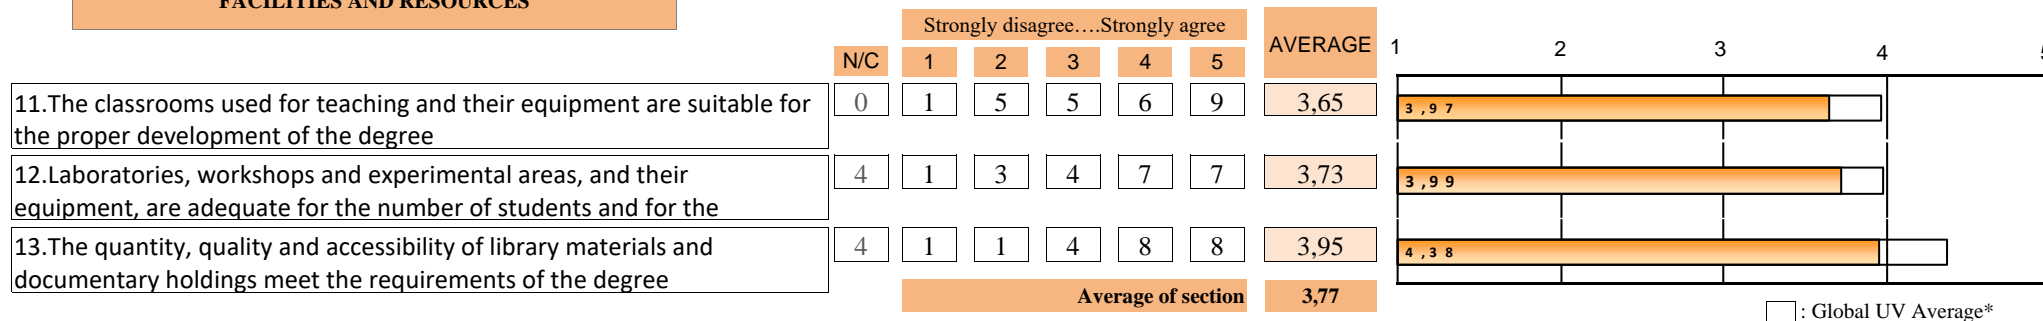 FACILITIES AND RESOURCES
Strongly disagree….Strongly agree
AVERAGE
N/C 1 2 3 4 5
1 2 3 4 5
11.The classrooms used for teaching and their equipment are suitable for
the proper development of the degree
0 1 5 5 6 9 3,65
3,97
12.Laboratories, workshops and experimental areas, and their
equipment, are adequate for the number of students and for the
4 1 3 4 7 7 3,73
3,99
13.The quantity, quality and accessibility of library materials and
documentary holdings meet the requirements of the degree
4 1 1 4 8 8 3,95
4,38
Average of section 3,77
: Global UV Average*